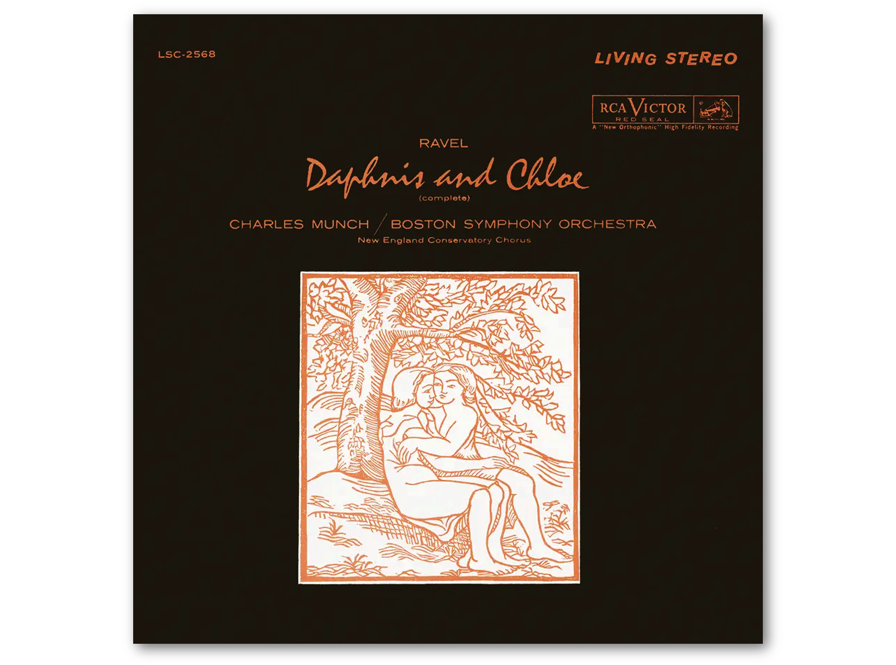 LSC-2568
LIVING STEREO
RCA VICTOR
RED SEAL
A "New Orthophonic" High Fidelity Recording
RAVEL
Daphnis and Chloe
(complete)
CHARLES MUNCH / BOSTON SYMPHONY ORCHESTRA
New England Conservatory Chorus